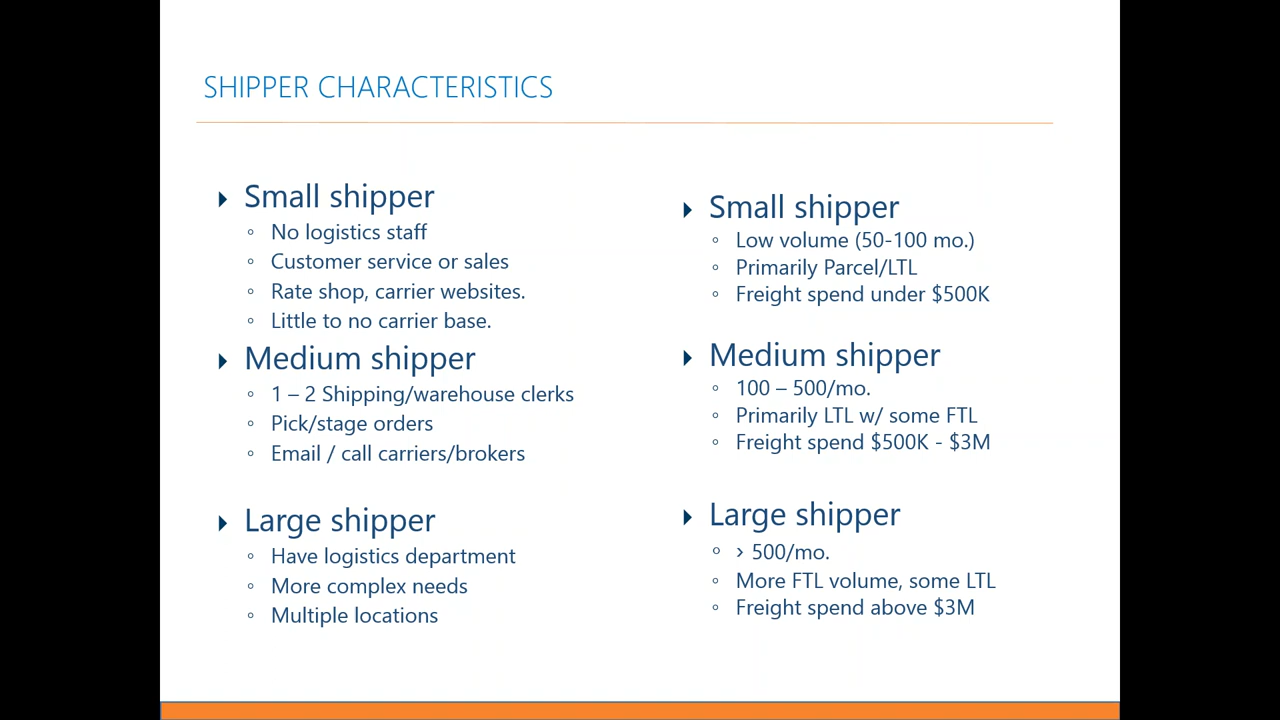 SHIPPER CHARACTERISTICS
Small shipper
No logistics staff
Customer service or sales
Rate shop, carrier websites.
Little to no carrier base.
Medium shipper
1 – 2 Shipping/warehouse clerks
Pick/stage orders
Email / call carriers/brokers
Large shipper
Have logistics department
More complex needs
Multiple locations
Small shipper
Low volume (50-100 mo.)
Primarily Parcel/LTL
Freight spend under $500K
Medium shipper
100 – 500/mo.
Primarily LTL w/ some FTL
Freight spend $500K - $3M
Large shipper
> 500/mo.
More FTL volume, some LTL
Freight spend above $3M